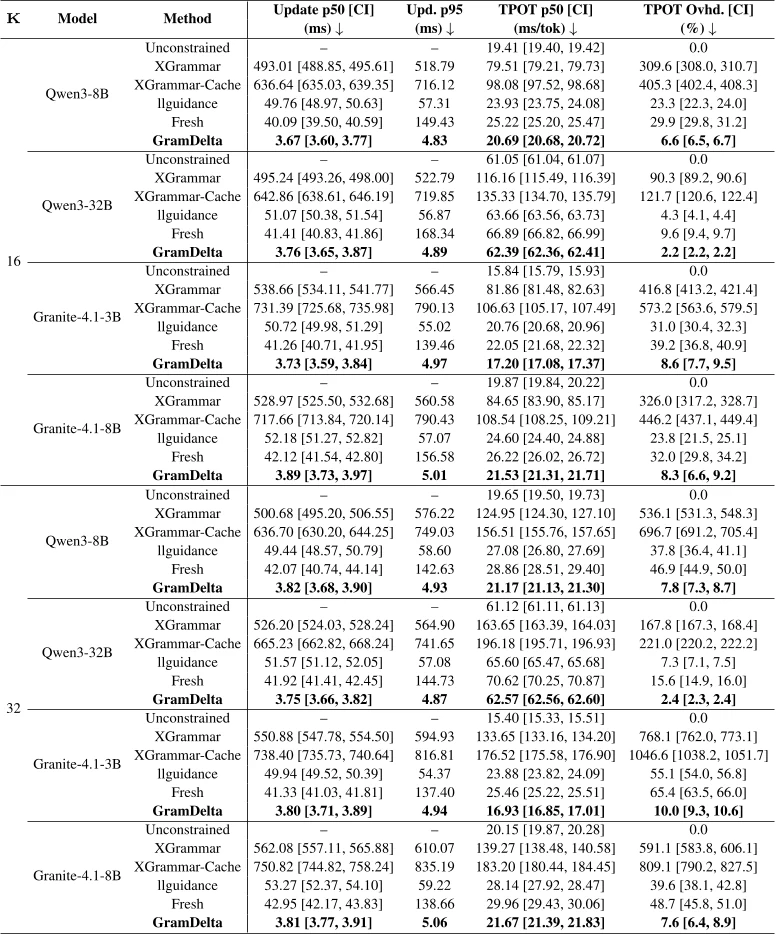 K Model Method Update p50 [CI] (ms) ↓ Upd. p95 (ms) ↓ TPOT p50 [CI] (ms/tok) ↓ TPOT Ovhd. [CI] (%) ↓
16
Qwen3-8B
Unconstrained – – 19.41 [19.40, 19.42] 0.0
XGrammar 493.01 [488.85, 495.61] 518.79 79.51 [79.21, 79.73] 309.6 [308.0, 310.7]
XGrammar-Cache 636.64 [635.03, 639.35] 716.12 98.08 [97.52, 98.68] 405.3 [402.4, 408.3]
llguidance 49.76 [48.97, 50.63] 57.31 23.93 [23.75, 24.08] 23.3 [22.3, 24.0]
Fresh 40.09 [39.50, 40.59] 149.43 25.22 [25.20, 25.47] 29.9 [29.8, 31.2]
GramDelta 3.67 [3.60, 3.77] 4.83 20.69 [20.68, 20.72] 6.6 [6.5, 6.7]
Qwen3-32B
Unconstrained – – 61.05 [61.04, 61.07] 0.0
XGrammar 495.24 [493.26, 498.00] 522.79 116.16 [115.49, 116.39] 90.3 [89.2, 90.6]
XGrammar-Cache 642.86 [638.61, 646.19] 719.85 135.33 [134.70, 135.79] 121.7 [120.6, 122.4]
llguidance 51.07 [50.38, 51.54] 56.87 63.66 [63.56, 63.73] 4.3 [4.1, 4.4]
Fresh 41.41 [40.83, 41.86] 168.34 66.89 [66.82, 66.99] 9.6 [9.4, 9.7]
GramDelta 3.76 [3.65, 3.87] 4.89 62.39 [62.36, 62.41] 2.2 [2.2, 2.2]
Granite-4.1-3B
Unconstrained – – 15.84 [15.79, 15.93] 0.0
XGrammar 538.66 [534.11, 541.77] 566.45 81.86 [81.48, 82.63] 416.8 [413.2, 421.4]
XGrammar-Cache 731.39 [725.68, 735.98] 790.13 106.63 [105.17, 107.49] 573.2 [563.6, 579.5]
llguidance 50.72 [49.98, 51.29] 55.02 20.76 [20.68, 20.96] 31.0 [30.4, 32.3]
Fresh 41.26 [40.71, 41.95] 139.46 22.05 [21.68, 22.32] 39.2 [36.8, 40.9]
GramDelta 3.73 [3.59, 3.84] 4.97 17.20 [17.08, 17.37] 8.6 [7.7, 9.5]
Granite-4.1-8B
Unconstrained – – 19.87 [19.84, 20.22] 0.0
XGrammar 528.97 [525.50, 532.68] 560.58 84.65 [83.90, 85.17] 326.0 [317.2, 328.7]
XGrammar-Cache 717.66 [713.84, 720.14] 790.43 108.54 [108.25, 109.21] 446.2 [437.1, 449.4]
llguidance 52.18 [51.27, 52.82] 57.07 24.60 [24.40, 24.88] 23.8 [21.5, 25.1]
Fresh 42.12 [41.54, 42.80] 156.58 26.22 [26.02, 26.72] 32.0 [29.8, 34.2]
GramDelta 3.89 [3.73, 3.97] 5.01 21.53 [21.31, 21.71] 8.3 [6.6, 9.2]
32
Qwen3-8B
Unconstrained – – 19.65 [19.50, 19.73] 0.0
XGrammar 500.68 [495.20, 506.55] 576.22 124.95 [124.30, 127.10] 536.1 [531.3, 548.3]
XGrammar-Cache 636.70 [630.20, 644.25] 749.03 156.51 [155.76, 157.65] 696.7 [691.2, 705.4]
llguidance 49.44 [48.57, 50.79] 58.60 27.08 [26.80, 27.69] 37.8 [36.4, 41.1]
Fresh 42.07 [40.74, 44.14] 142.63 28.86 [28.51, 29.40] 46.9 [44.9, 50.0]
GramDelta 3.82 [3.68, 3.90] 4.93 21.17 [21.13, 21.30] 7.8 [7.3, 8.7]
Qwen3-32B
Unconstrained – – 61.12 [61.11, 61.13] 0.0
XGrammar 526.20 [524.03, 528.24] 564.90 163.65 [163.39, 164.03] 167.8 [167.3, 168.4]
XGrammar-Cache 665.23 [662.82, 668.24] 741.65 196.18 [195.71, 196.93] 221.0 [220.2, 222.2]
llguidance 51.57 [51.12, 52.05] 57.08 65.60 [65.47, 65.68] 7.3 [7.1, 7.5]
Fresh 41.92 [41.41, 42.45] 144.73 70.62 [70.25, 70.87] 15.6 [14.9, 16.0]
GramDelta 3.75 [3.66, 3.82] 4.87 62.57 [62.56, 62.60] 2.4 [2.3, 2.4]
Granite-4.1-3B
Unconstrained – – 15.40 [15.33, 15.51] 0.0
XGrammar 550.88 [547.78, 554.50] 594.93 133.65 [133.16, 134.20] 768.1 [762.0, 773.1]
XGrammar-Cache 738.40 [735.73, 740.64] 816.81 176.52 [175.58, 176.90] 1046.6 [1038.2, 1051.7]
llguidance 49.94 [49.52, 50.39] 54.37 23.88 [23.82, 24.09] 55.1 [54.0, 56.8]
Fresh 41.33 [41.03, 41.81] 137.40 25.46 [25.22, 25.51] 65.4 [63.5, 66.0]
GramDelta 3.80 [3.71, 3.89] 4.94 16.93 [16.85, 17.01] 10.0 [9.3, 10.6]
Granite-4.1-8B
Unconstrained – – 20.15 [19.87, 20.28] 0.0
XGrammar 562.08 [557.11, 565.88] 610.07 139.27 [138.48, 140.58] 591.1 [583.8, 606.1]
XGrammar-Cache 750.82 [744.82, 758.24] 835.19 183.20 [180.44, 184.45] 809.1 [790.2, 827.5]
llguidance 53.27 [52.37, 54.10] 59.22 28.14 [27.92, 28.47] 39.6 [38.1, 42.8]
Fresh 42.95 [42.17, 43.83] 138.66 29.96 [29.43, 30.06] 48.7 [45.8, 51.0]
GramDelta 3.81 [3.77, 3.91] 5.06 21.67 [21.39, 21.83] 7.6 [6.4, 8.9]